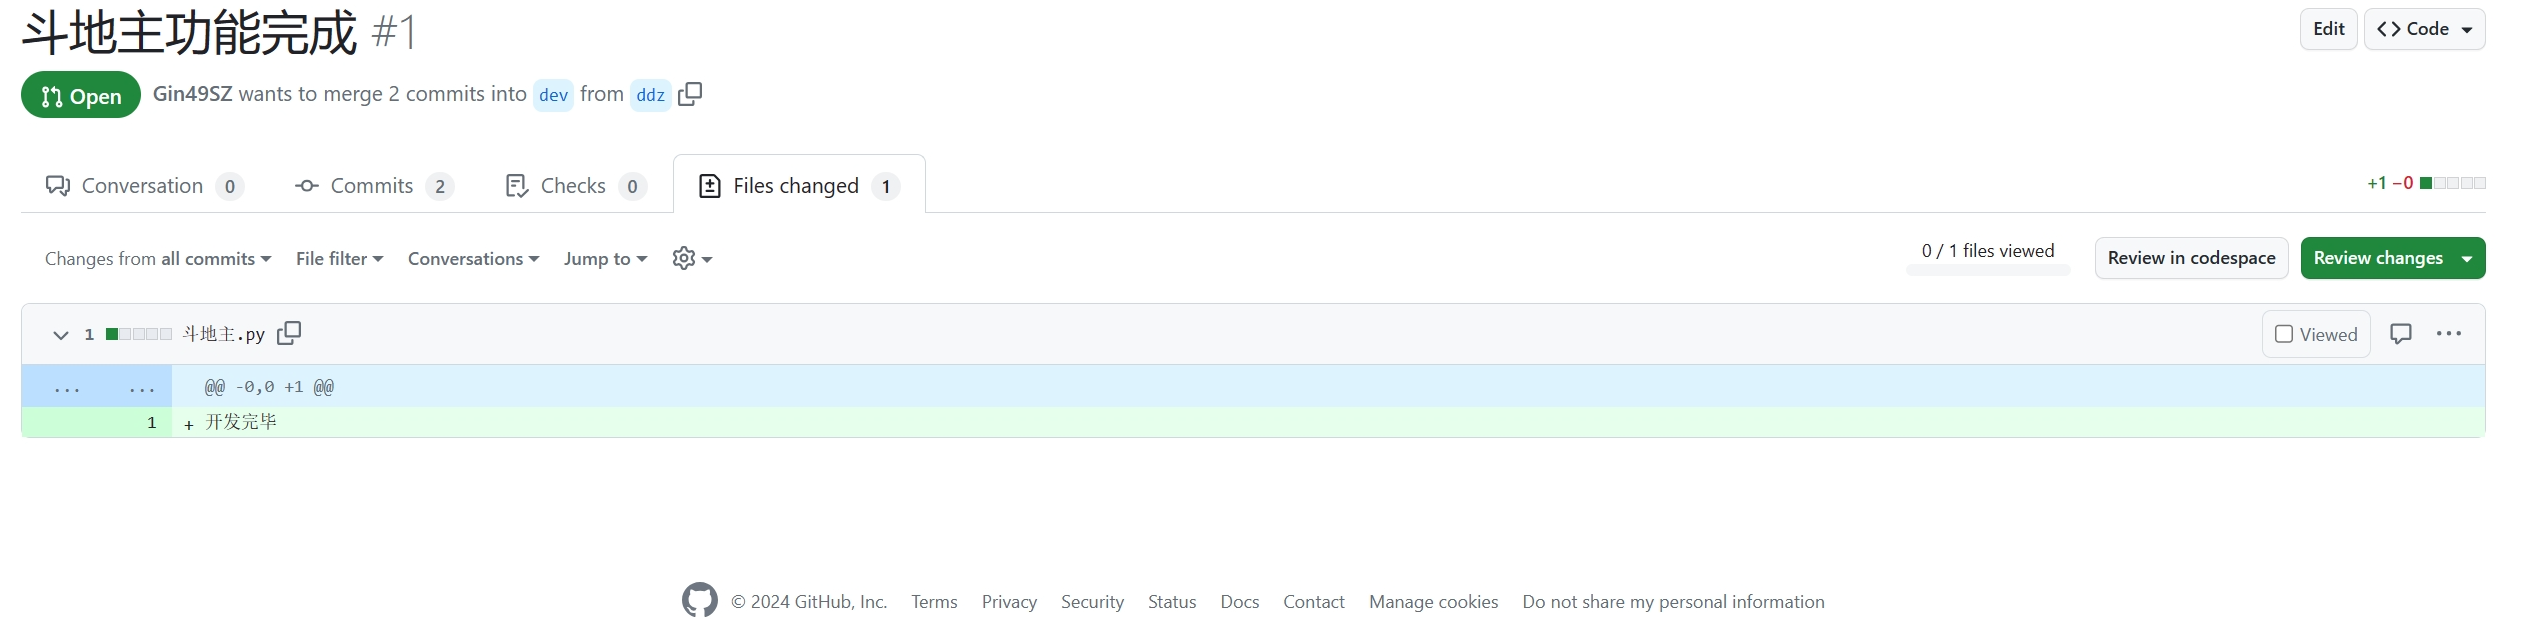 斗地主功能完成 #1
Edit
Code
Open
Gin49SZ wants to merge 2 commits into dev from ddz
Conversation 0
Commits 2
Checks 0
Files changed 1
+1 −0
Changes from all commits
File filter
Conversations
Jump to
0 / 1 files viewed
Review in codespace
Review changes
1 斗地主.py
Viewed
... ... @@ -0,0 +1 @@
1 + 开发完毕
© 2024 GitHub, Inc. Terms Privacy Security Status Docs Contact Manage cookies Do not share my personal information